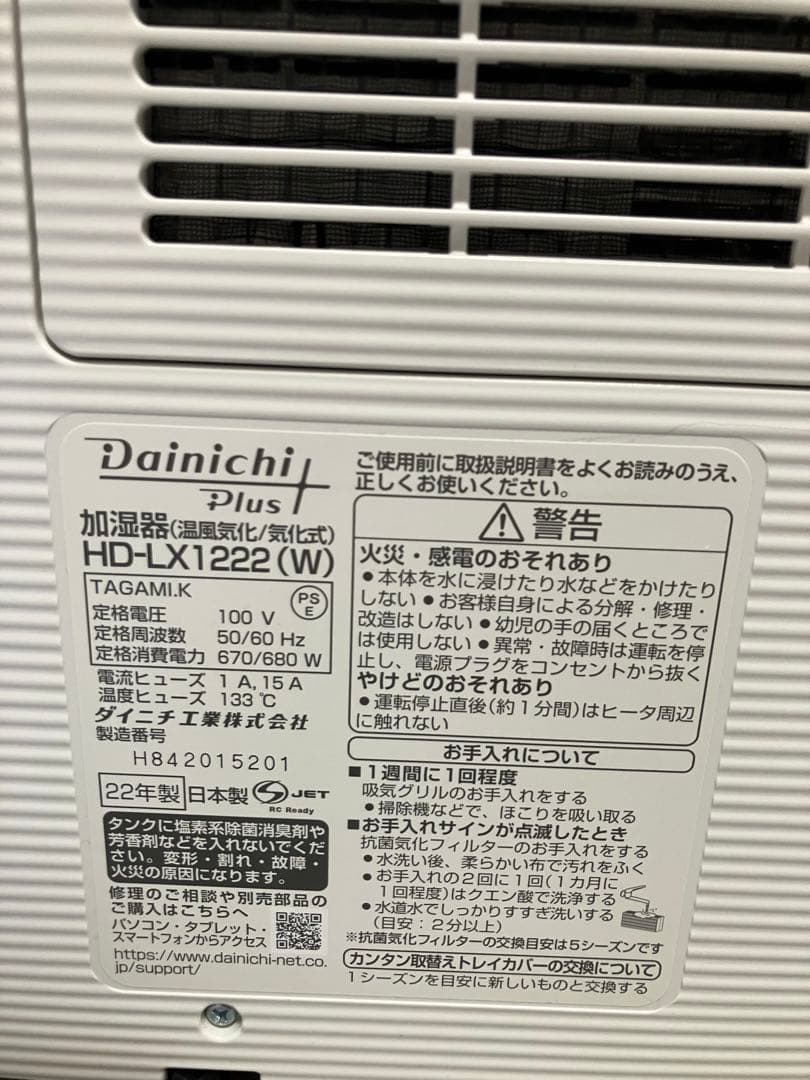 Dainichi
Plus
加湿器(温風気化/気化式)
HD-LX1222(W)
TAGAMI.K
PS
E
定格電圧 100 V
定格周波数 50/60 Hz
定格消費電力 670/680 W
電流ヒューズ 1 A, 15 A
温度ヒューズ 133 ℃
ダイニチ工業株式会社
製造番号
H842015201
22年製 日本製 JET
RC Ready
タンクに塩素系除菌消臭剤や
芳香剤などを入れないでくだ
さい。変形・割れ・故障・
火災の原因になります。
修理のご相談や別売部品の
ご購入はこちらへ
パソコン・タブレット・
スマートフォンからアクセス
https://www.dainichi-net.co.
jp/support/
ご使用前に取扱説明書をよくお読みのうえ、
正しくお使いください。
警告
火災・感電のおそれあり
●本体を水に浸けたり水などをかけたり
しない ●お客様自身による分解・修理・
改造はしない ●幼児の手の届くところで
は使用しない ●異常・故障時は運転を停
止し、電源プラグをコンセントから抜く
やけどのおそれあり
●運転停止直後(約1分間)はヒータ周辺
に触れない
お手入れについて
■1週間に1回程度
吸気グリルのお手入れをする
●掃除機などで、ほこりを吸い取る
■お手入れサインが点滅したとき
抗菌気化フィルターのお手入れをする
●水洗い後、柔らかい布で汚れをふく
●お手入れの2回に1回(1カ月に
1回程度)はクエン酸で洗浄する
●水道水でしっかりすすぎ洗いする
(目安:2分以上)
※抗菌気化フィルターの交換目安は5シーズンです
カンタン取替えトレイカバーの交換について
1シーズンを目安に新しいものと交換する